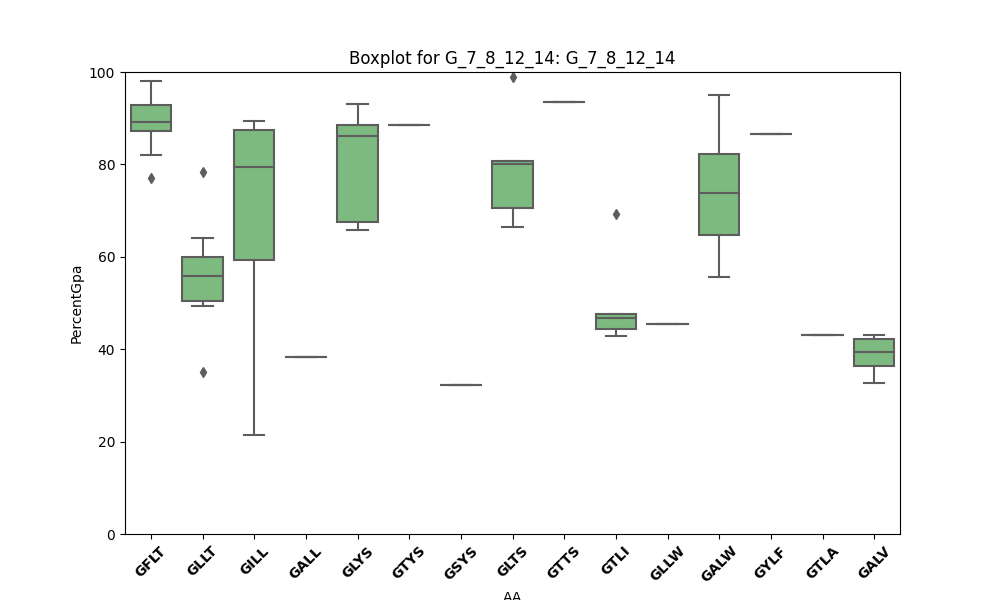 Boxplot for G_7_8_12_14: G_7_8_12_14
100
80
60
40
20
0
PercentGpa
GFLT GLLT GILL GALL GLYS GTYS GSYS GLTS GTTS GTLI GLLW GALW GYLF GTLA GALV
AA